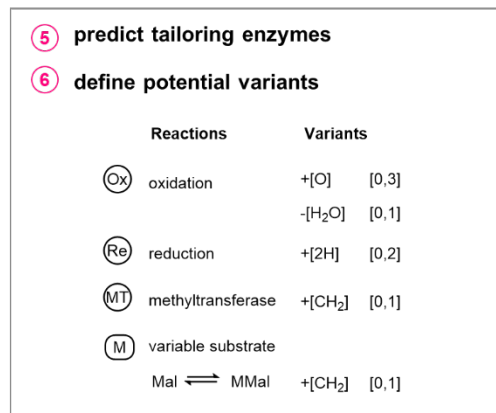 5 predict tailoring enzymes
6 define potential variants
Reactions Variants
Ox oxidation +[O] [0,3]
-[H₂O] [0,1]
Re reduction +[2H] [0,2]
MT methyltransferase +[CH₂] [0,1]
M variable substrate
Mal ⇌ MMal +[CH₂] [0,1]